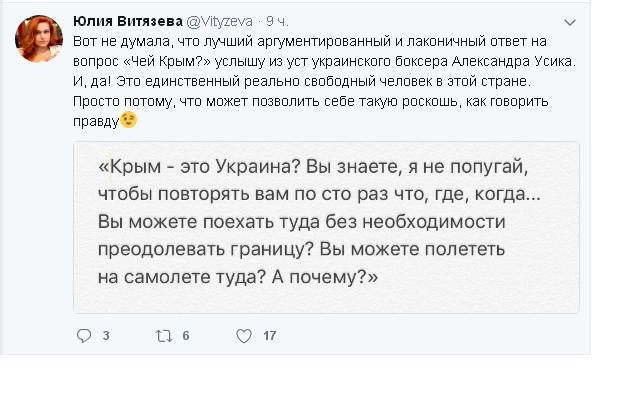 Юлия Витязева @Vityzeva · 9 ч.
Вот не думала, что лучший аргументированный и лаконичный ответ на
вопрос «Чей Крым?» услышу из уст украинского боксера Александра Усика.
И, да! Это единственный реально свободный человек в этой стране.
Просто потому, что может позволить себе такую роскошь, как говорить
правду😉
«Крым - это Украина? Вы знаете, я не попугай,
чтобы повторять вам по сто раз что, где, когда...
Вы можете поехать туда без необходимости
преодолевать границу? Вы можете полететь
на самолете туда? А почему?»
3 6 17